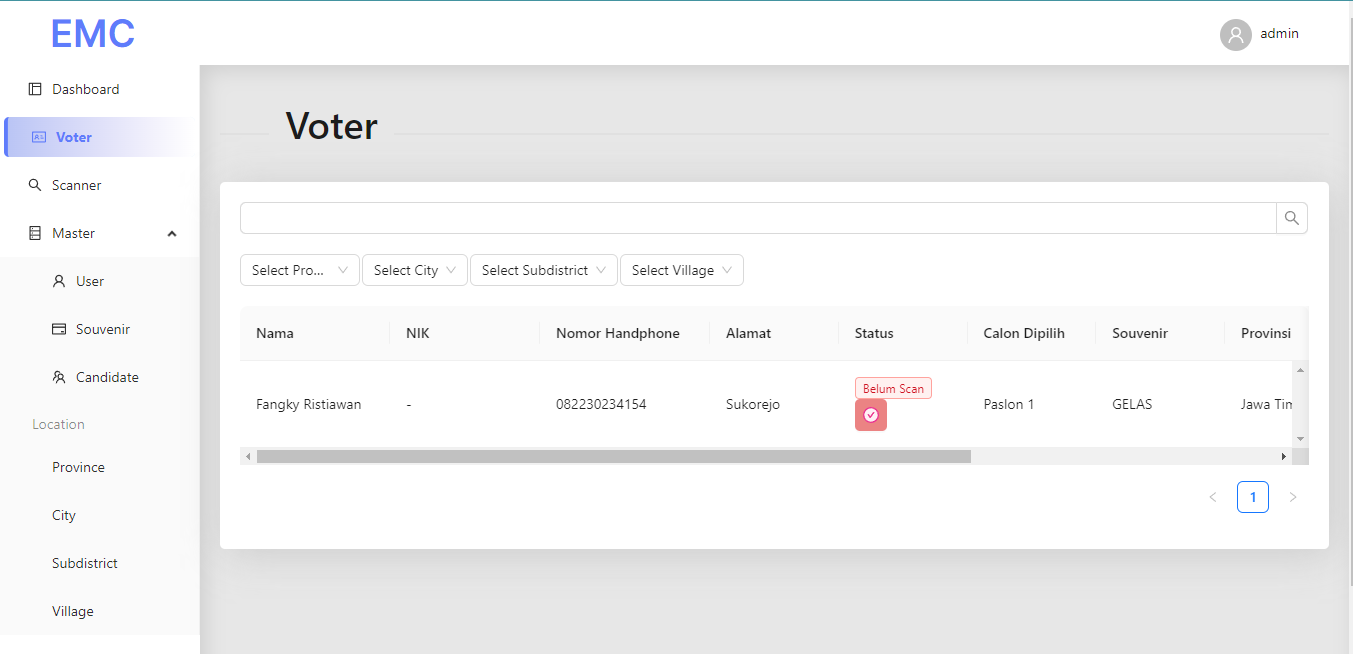 EMC
admin
Dashboard
Voter
Scanner
Master
User
Souvenir
Candidate
Location
Province
City
Subdistrict
Village
Voter
Select Pro...
Select City
Select Subdistrict
Select Village
Nama
NIK
Nomor Handphone
Alamat
Status
Calon Dipilih
Souvenir
Provinsi
Fangky Ristiawan
-
082230234154
Sukorejo
Belum Scan
Paslon 1
GELAS
Jawa Tim
1